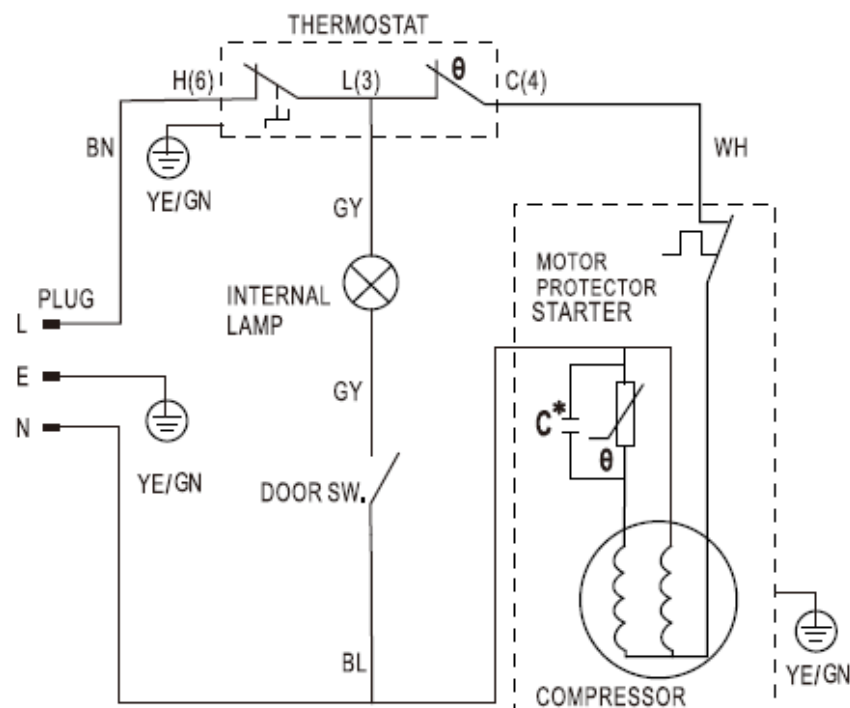 THERMOSTAT
H(6)
L(3)
θ
C(4)
BN
YE/GN
WH
GY
PLUG
L
INTERNAL
LAMP
MOTOR
PROTECTOR
STARTER
E
N
GY
C*
θ
YE/GN
DOOR SW.
BL
YE/GN
COMPRESSOR